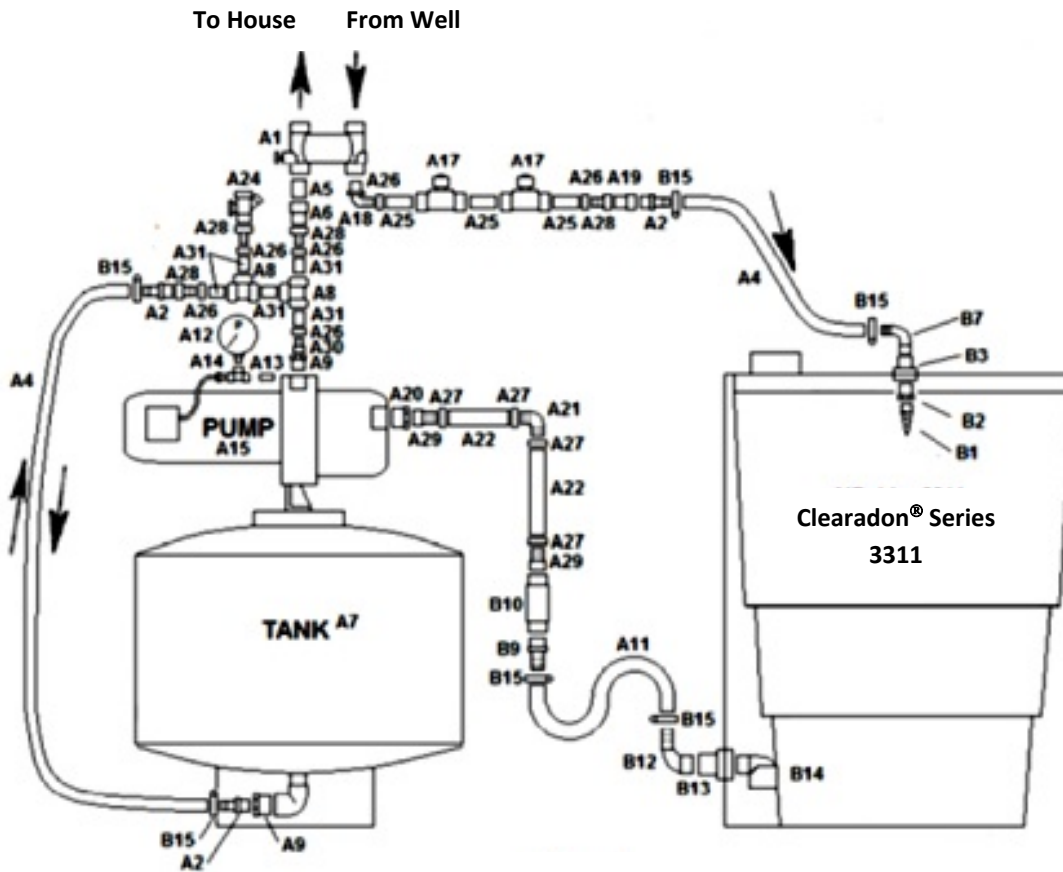 To House From Well
A1
A17 A17
A24 A5 A26 A26 A19 B15
A6 A18 A25 A25 A25 A28 A2
A28 A28
A26 A26
A31 A31
B15 A28 A8 A8
A2 A26 A31 A31
A4 B15 B7
A12 A26
A30 B3
A14 A13 A9
A4 A20 A27 A27 A21 B2
PUMP
A15 A29 A22 A27 B1
A22
Clearadon® Series
3311
A27
A29
B10
TANK A7
B9 A11
B15 B15
B12 B13 B14
B15 A9
A2